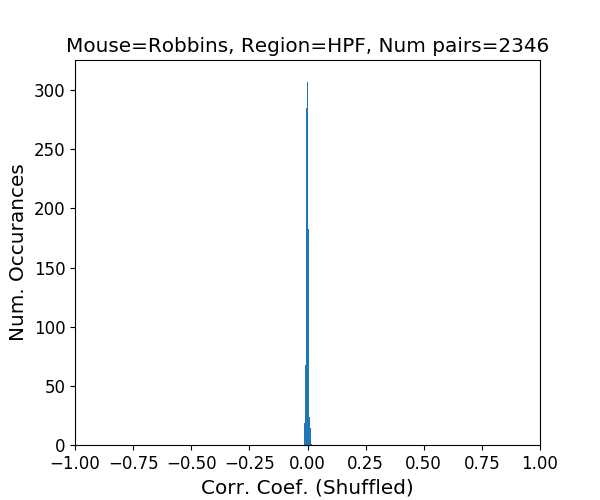 Mouse=Robbins, Region=HPF, Num pairs=2346
300
250
200
150
100
50
0
Num. Occurances
−1.00 −0.75 −0.50 −0.25 0.00 0.25 0.50 0.75 1.00
Corr. Coef. (Shuffled)